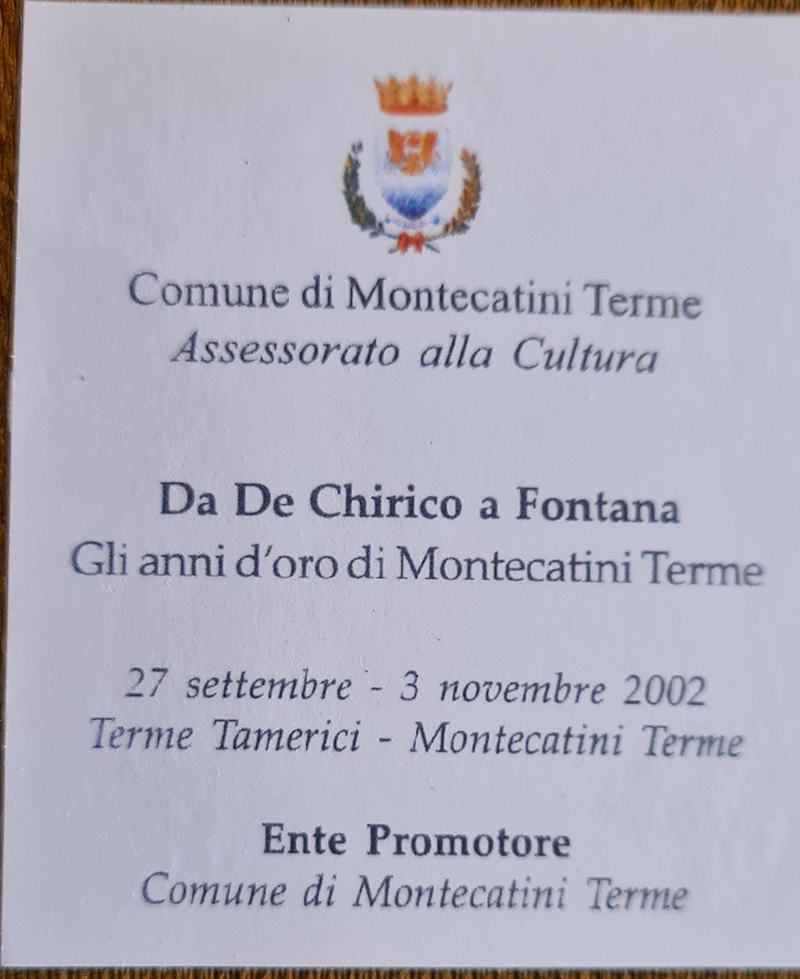 Comune di Montecatini Terme
Assessorato alla Cultura
Da De Chirico a Fontana
Gli anni d'oro di Montecatini Terme
27 settembre - 3 novembre 2002
Terme Tamerici - Montecatini Terme
Ente Promotore
Comune di Montecatini Terme